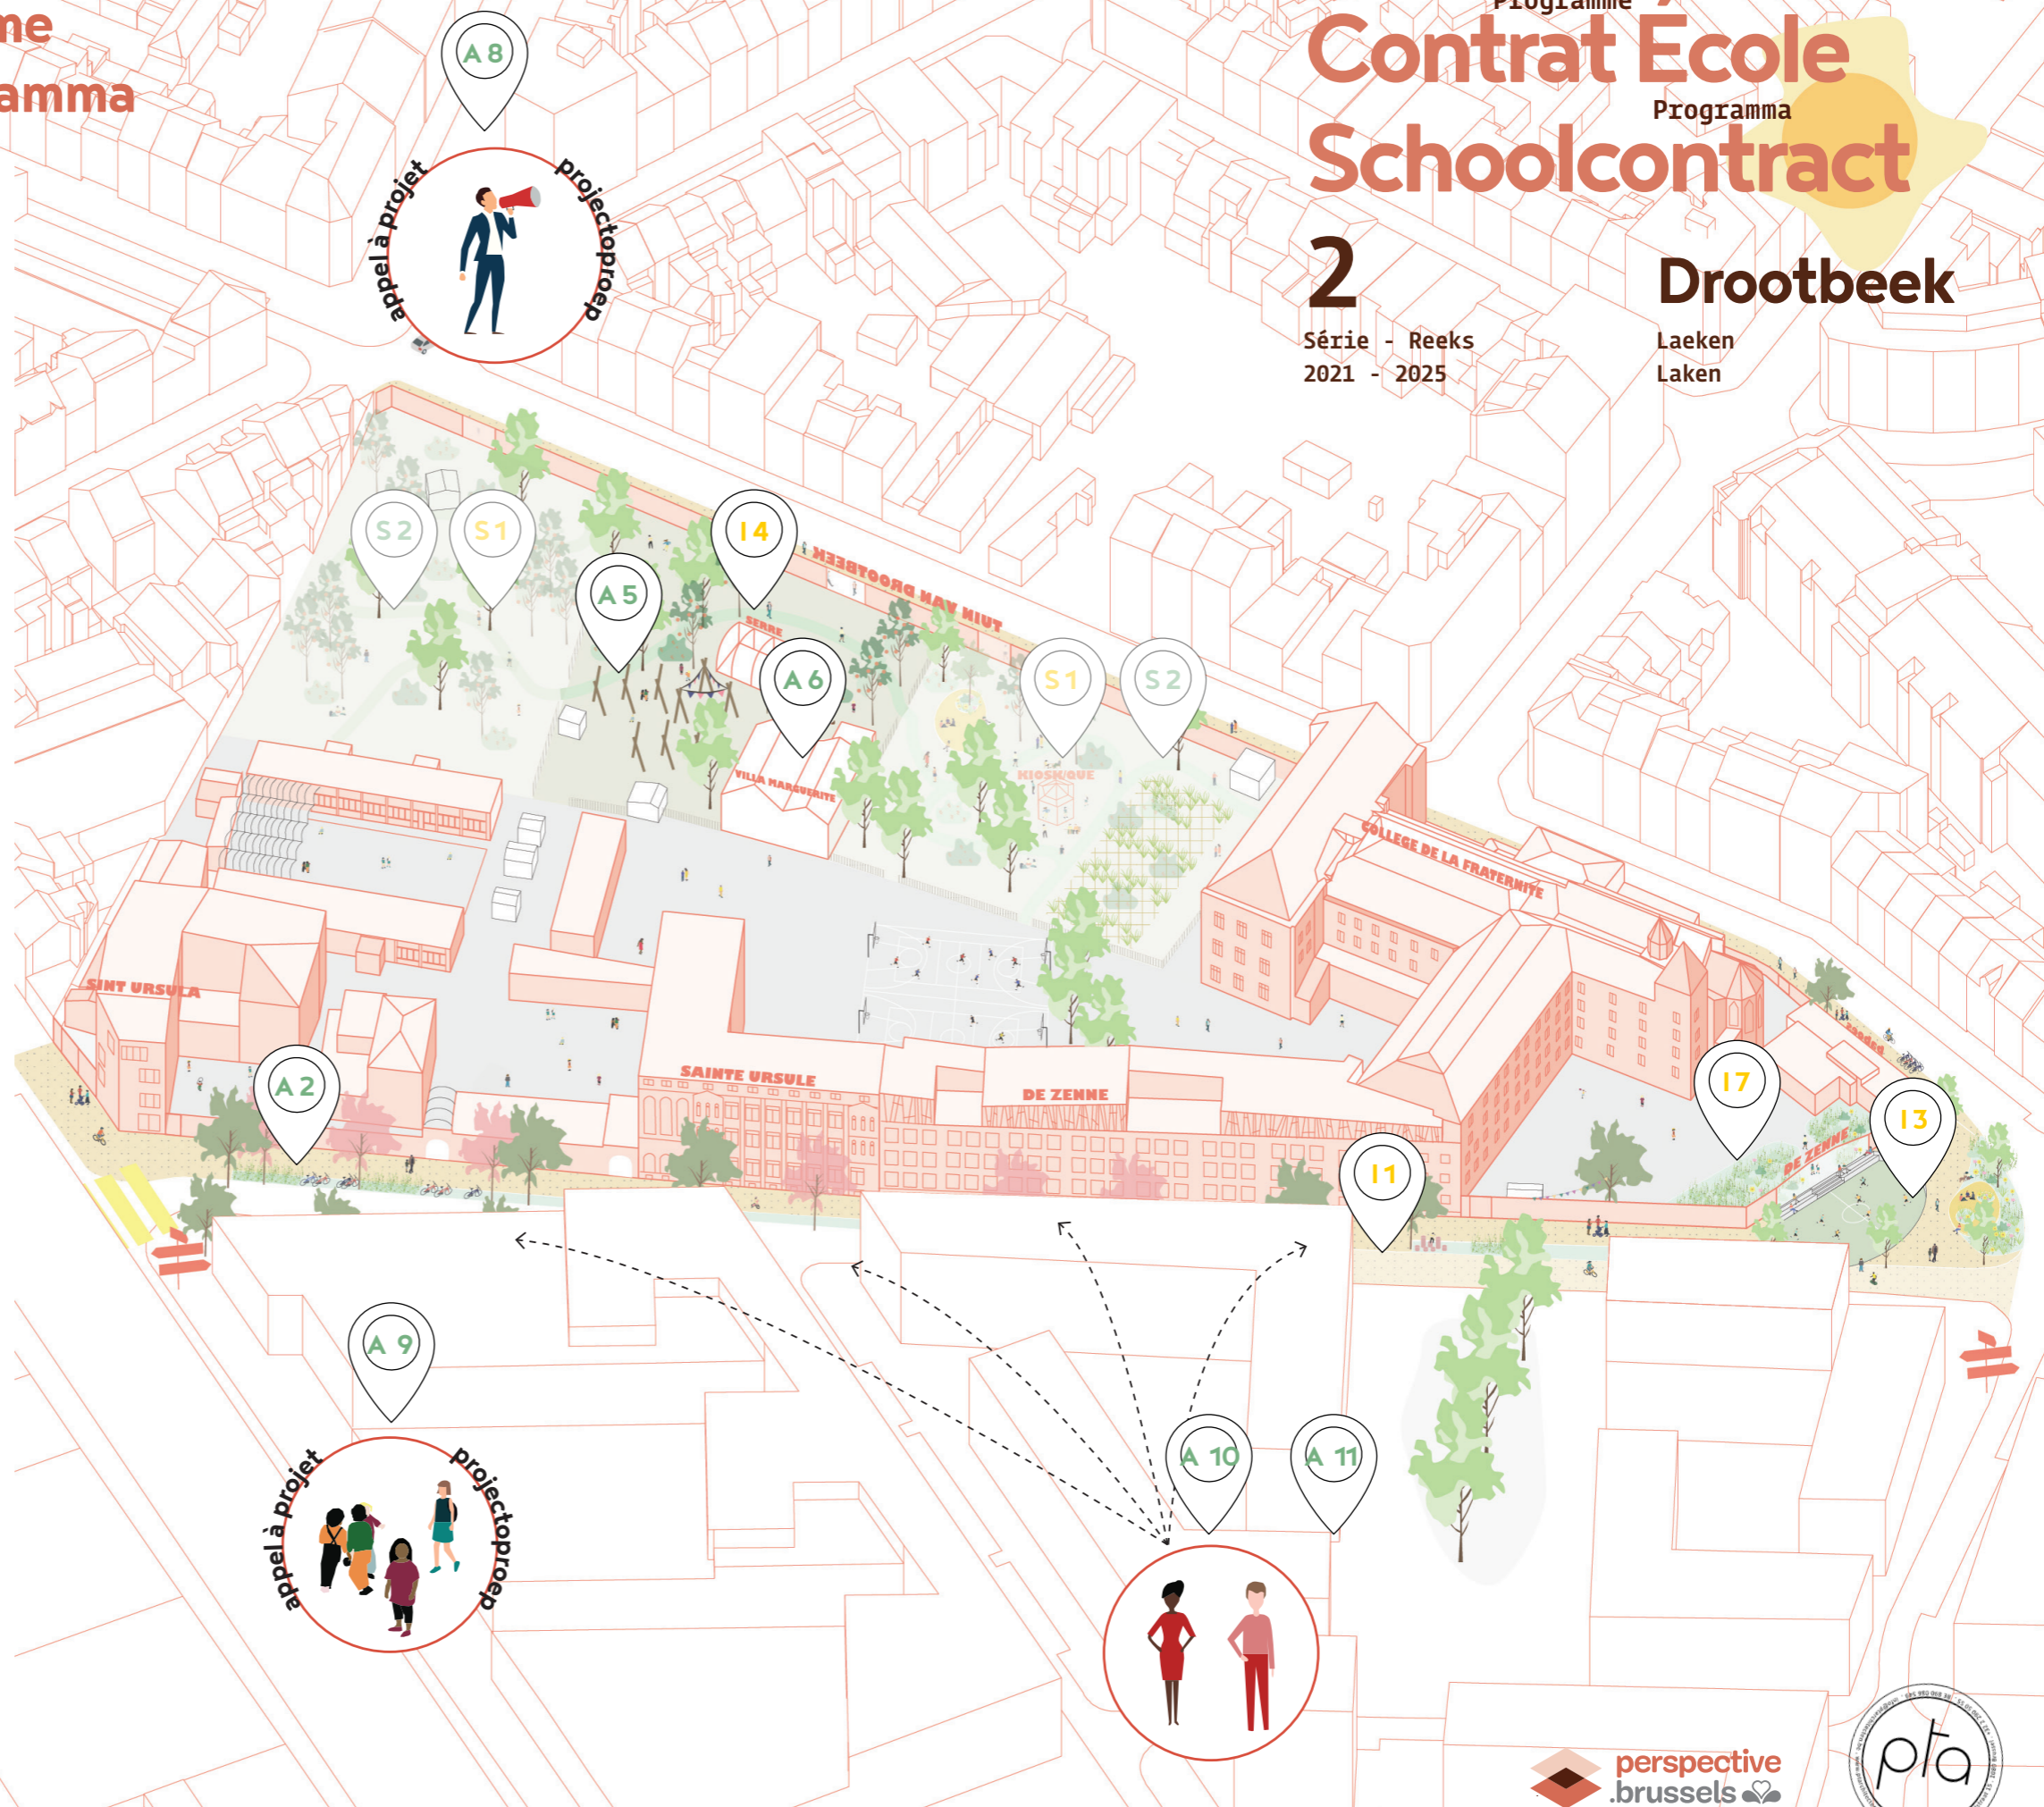 me
amma
Programme
Contrat École
Programma
Schoolcontract
2
Drootbeek
Série - Reeks
2021 - 2025
Laeken
Laken
A 8
appel à projet
projectoproep
S 2
S 1
I 4
A 5
TUIN VAN DROOTBEEK
SERRE
A 6
S 1
S 2
VILLA MARGUERITE
KIOSK/QUE
COLLEGE DE LA FRATERNITE
SINT URSULA
A 2
SAINTE URSULE
DE ZENNE
I 7
I 3
DE ZENNE
I 1
A 9
appel à projet
projectoproep
A 10
A 11
perspective
.brussels
pta